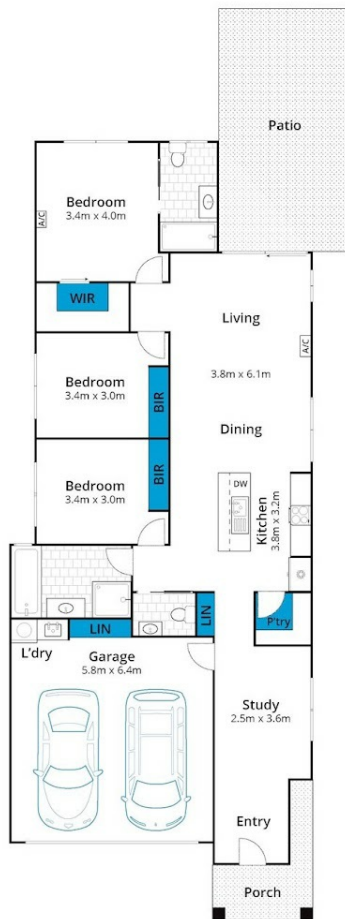 Patio
Bedroom
3.4m x 4.0m
A/C
WIR
Living
A/C
3.8m x 6.1m
Bedroom
3.4m x 3.0m
BIR
Dining
Bedroom
3.4m x 3.0m
BIR
DW
Kitchen
3.8m x 3.2m
LIN
LIN
P'try
L'dry
Garage
5.8m x 6.4m
Study
2.5m x 3.6m
Entry
Porch